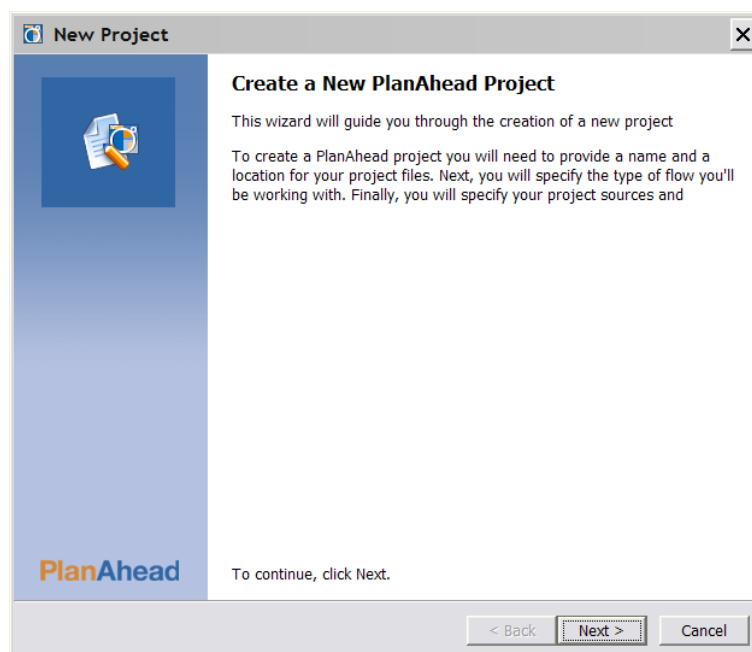 New Project
Create a New PlanAhead Project
This wizard will guide you through the creation of a new project
To create a PlanAhead project you will need to provide a name and a
location for your project files. Next, you will specify the type of flow you'll
be working with. Finally, you will specify your project sources and
PlanAhead
To continue, click Next.
< Back
Next >
Cancel